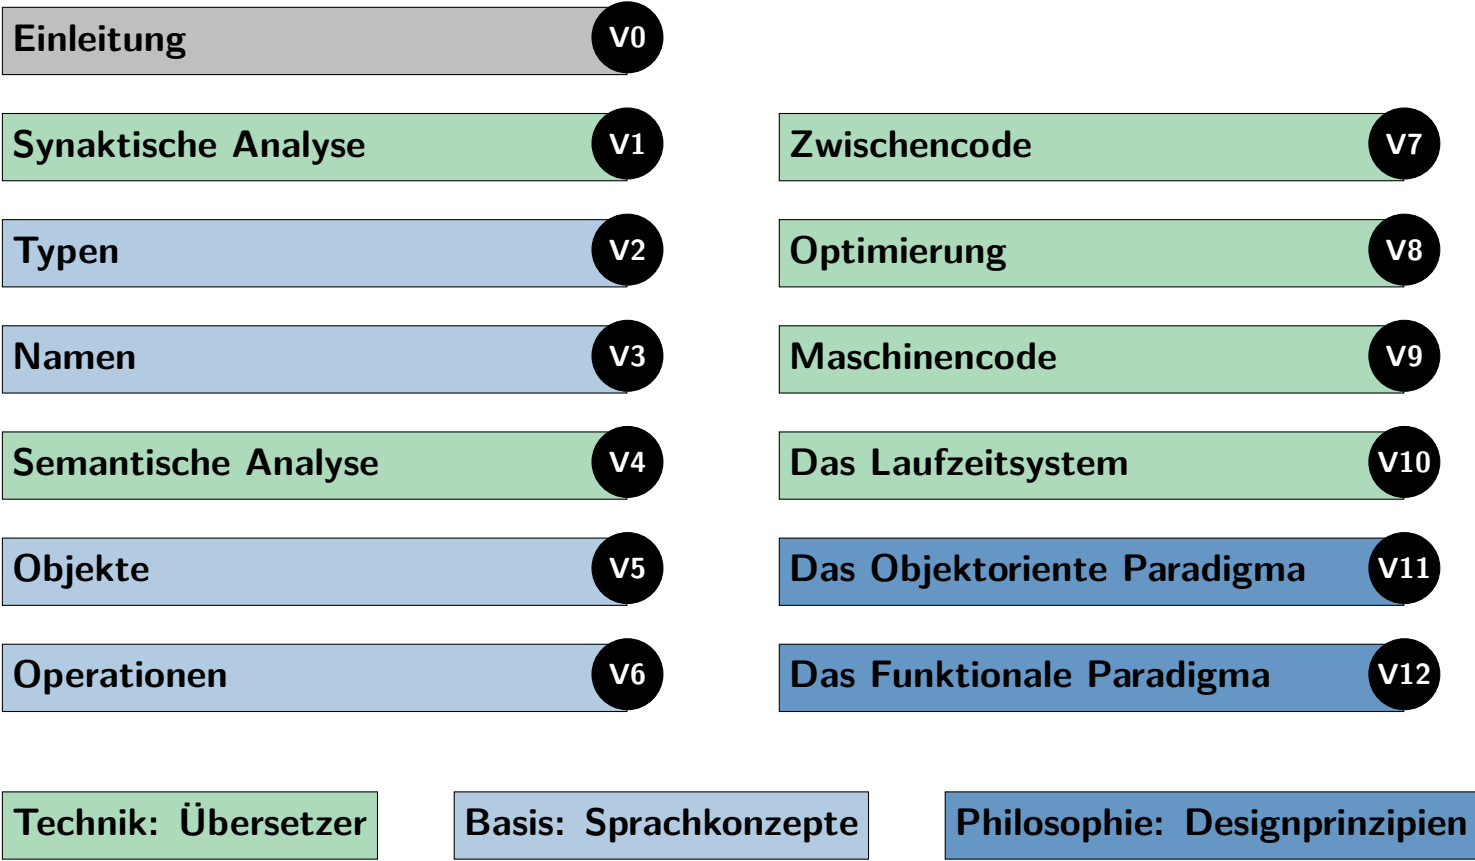 Einleitung V0
Synaktische Analyse V1
Typen V2
Namen V3
Semantische Analyse V4
Objekte V5
Operationen V6
Zwischencode V7
Optimierung V8
Maschinencode V9
Das Laufzeitsystem V10
Das Objektoriente Paradigma V11
Das Funktionale Paradigma V12
Technik: Übersetzer
Basis: Sprachkonzepte
Philosophie: Designprinzipien